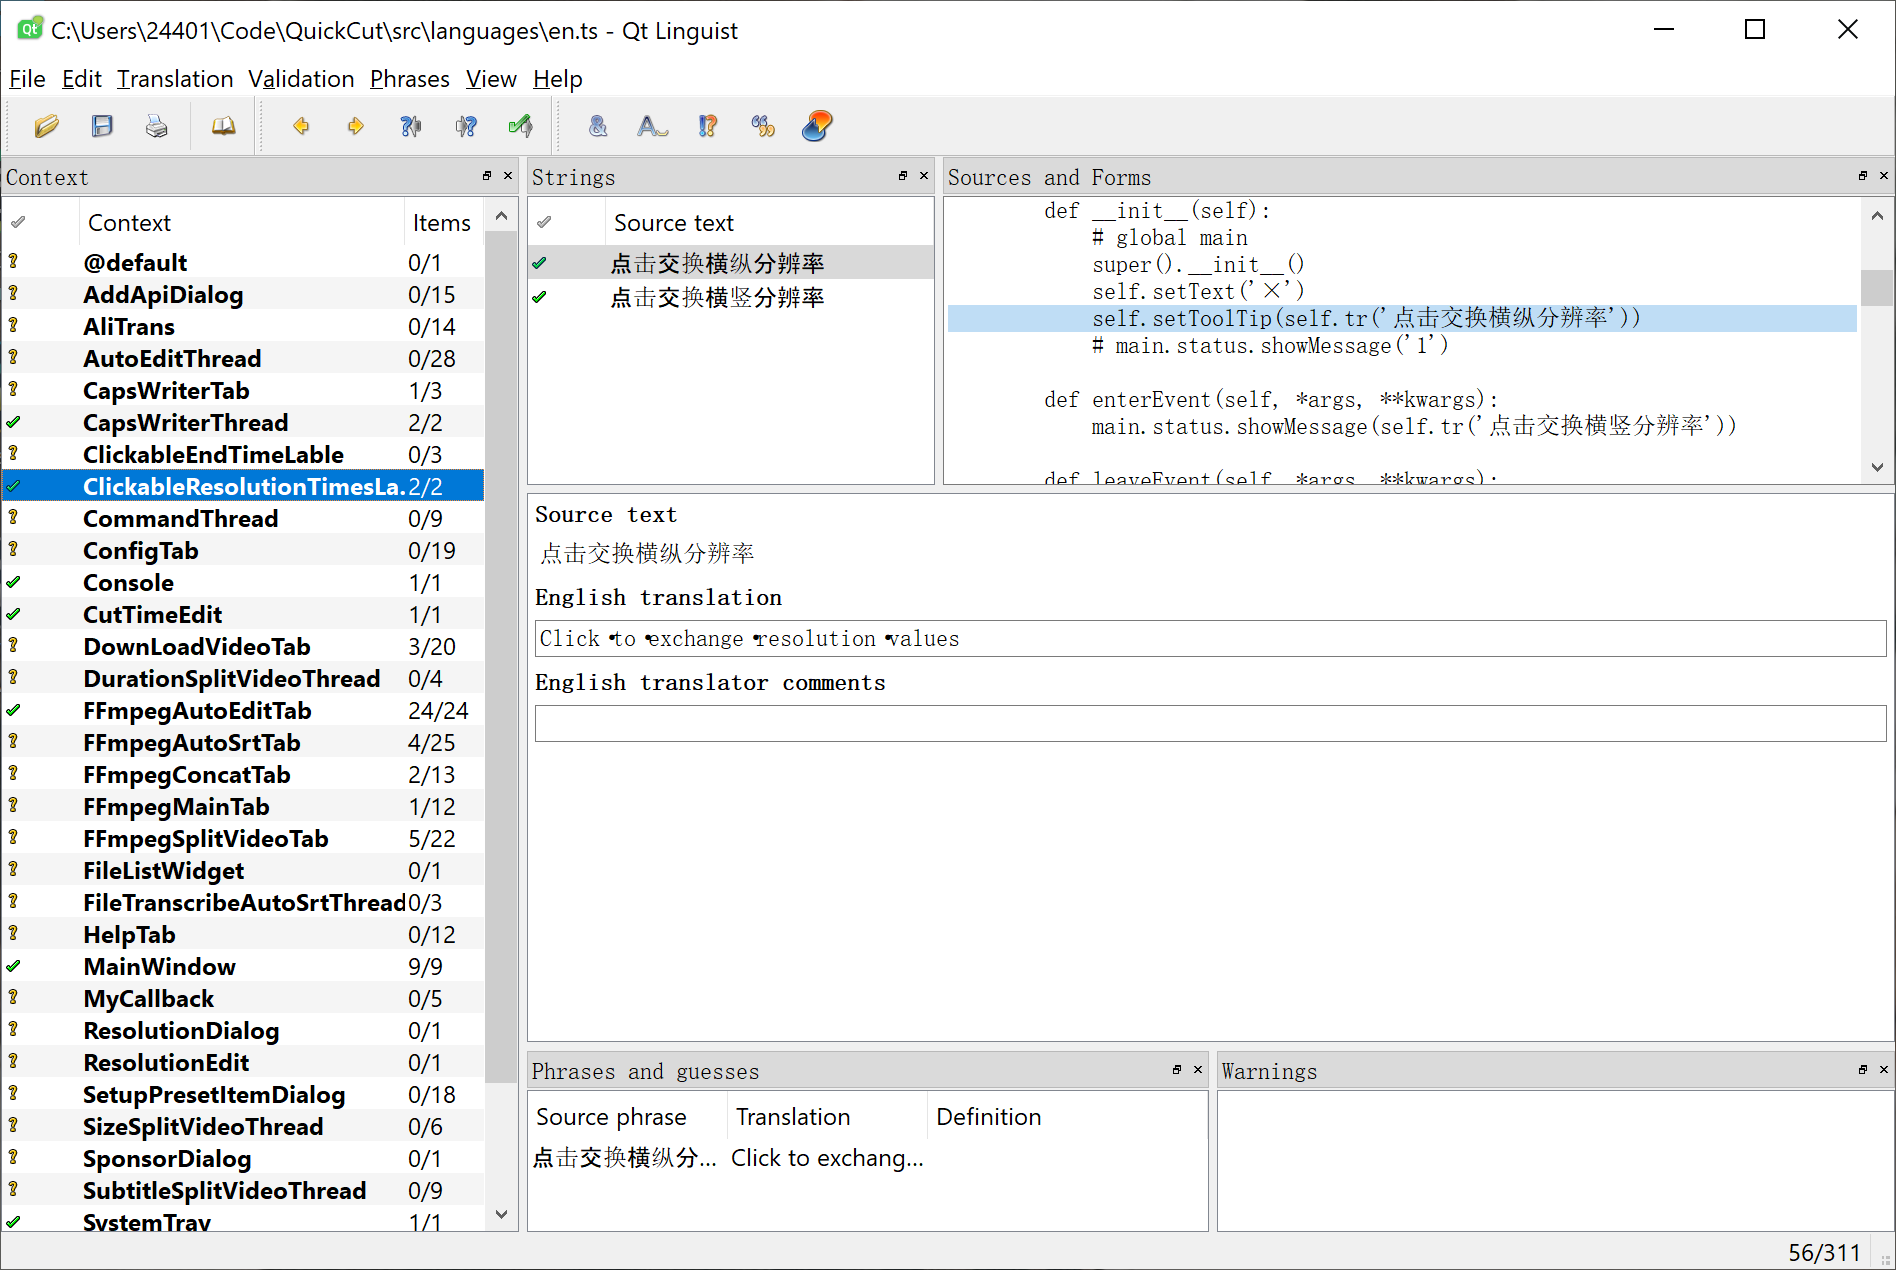 C:\Users\24401\Code\QuickCut\src\languages\en.ts - Qt Linguist
File Edit Translation Validation Phrases View Help
Context
Context Items
@default 0/1
AddApiDialog 0/15
AliTrans 0/14
AutoEditThread 0/28
CapsWriterTab 1/3
CapsWriterThread 2/2
ClickableEndTimeLable 0/3
ClickableResolutionTimesLa... 2/2
CommandThread 0/9
ConfigTab 0/19
Console 1/1
CutTimeEdit 1/1
DownLoadVideoTab 3/20
DurationSplitVideoThread 0/4
FFmpegAutoEditTab 24/24
FFmpegAutoSrtTab 4/25
FFmpegConcatTab 2/13
FFmpegMainTab 1/12
FFmpegSplitVideoTab 5/22
FileListWidget 0/1
FileTranscribeAutoSrtThread 0/3
HelpTab 0/12
MainWindow 9/9
MyCallback 0/5
ResolutionDialog 0/1
ResolutionEdit 0/1
SetupPresetItemDialog 0/18
SizeSplitVideoThread 0/6
SponsorDialog 0/1
SubtitleSplitVideoThread 0/9
SystemTray 1/1
Strings
Source text
点击交换横纵分辨率
点击交换横竖分辨率
Sources and Forms
def __init__(self):
# global main
super().__init__()
self.setText('×')
self.setToolTip(self.tr('点击交换横纵分辨率'))
# main.status.showMessage('1')
def enterEvent(self, *args, **kwargs):
main.status.showMessage(self.tr('点击交换横竖分辨率'))
def leaveEvent(self, *args, **kwargs):
Source text
点击交换横纵分辨率
English translation
Click to exchange resolution values
English translator comments
Phrases and guesses
Source phrase Translation Definition
点击交换横纵分... Click to exchang...
Warnings
56/311